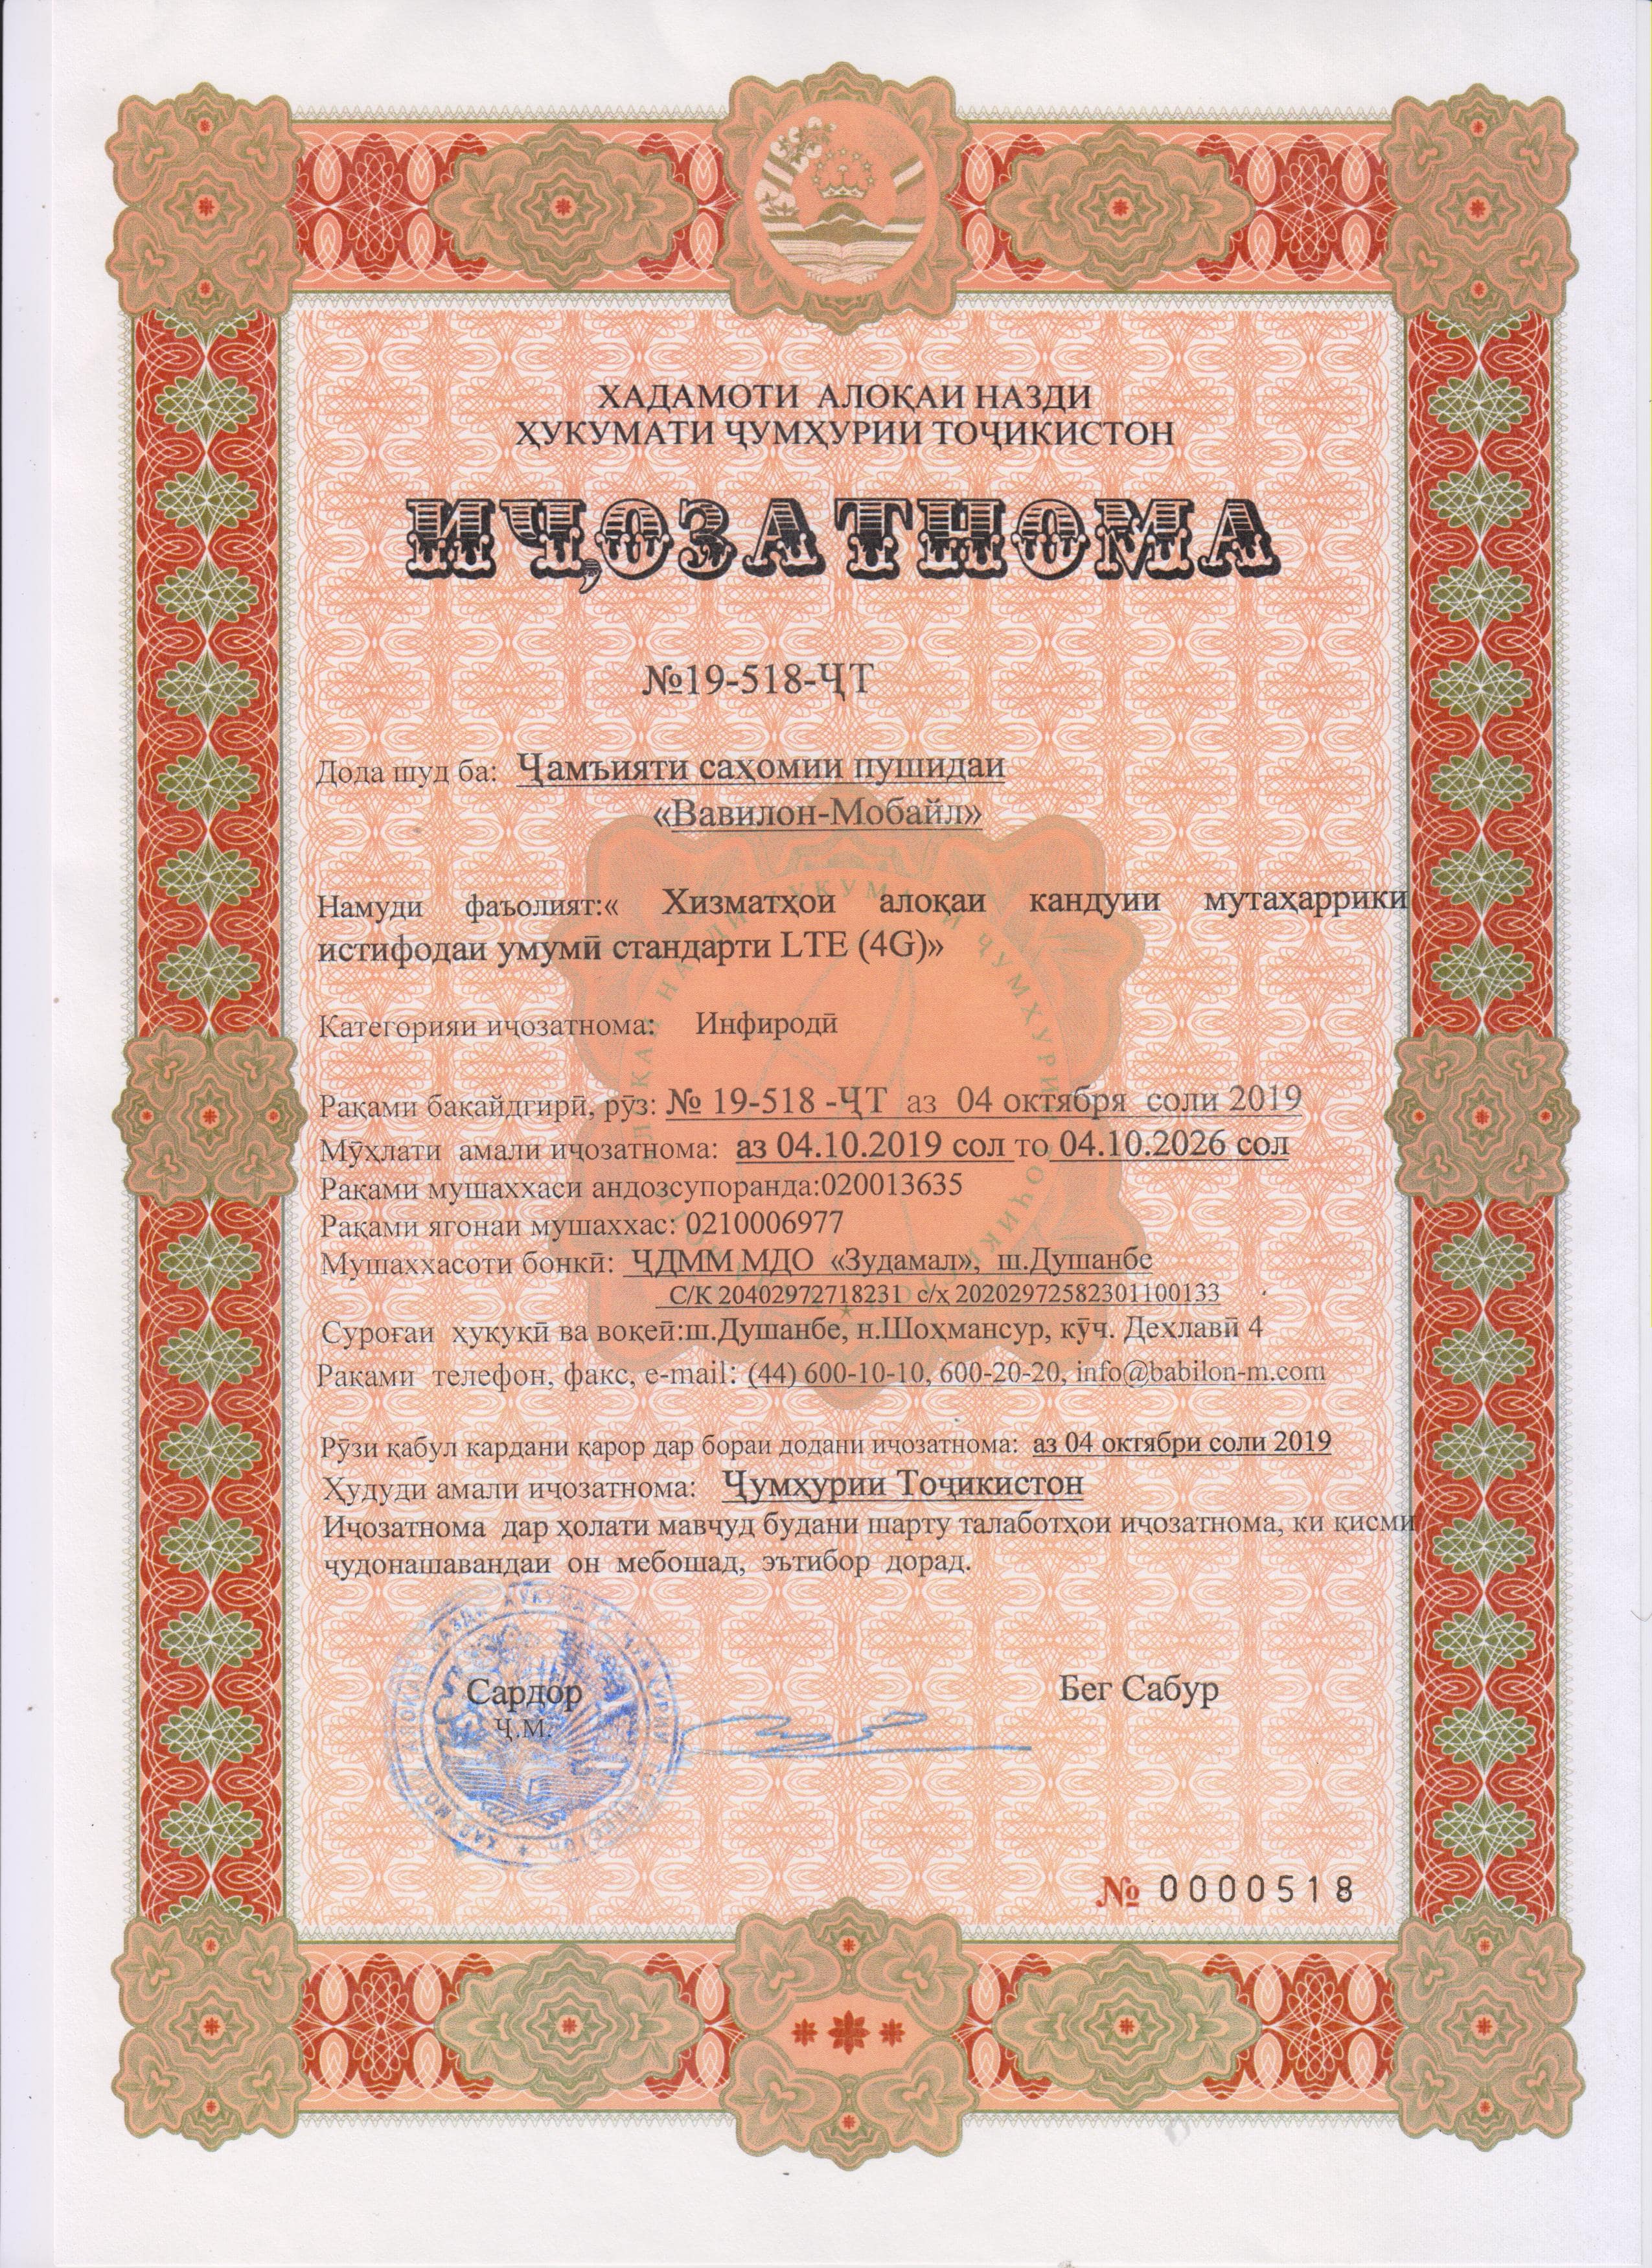 ХАДАМОТИ АЛОҚАИ НАЗДИ
ҲУКУМАТИ ҶУМҲУРИИ ТОҶИКИСТОН
ИҶОЗАТНОМА
№19-518-ҶТ
Дода шуд ба: Ҷамъияти саҳомии пушидаи
«Вавилон-Мобайл»
Намуди фаъолият:« Хизматҳои алоқаи кандуии мутаҳаррики
истифодаи умумӣ стандарти LTE (4G)»
Категорияи иҷозатнома: Инфиродӣ
Рақами бақайдгирӣ, рӯз: № 19-518 -ҶТ аз 04 октября соли 2019
Мӯҳлати амали иҷозатнома: аз 04.10.2019 сол то 04.10.2026 сол
Рақами мушаххаси андозсупоранда:020013635
Рақами ягонаи мушаххас: 0210006977
Мушаххасоти бонкӣ: ҶДММ МДО «Зудамал», ш.Душанбе
С/К 20402972718231 с/ҳ 20202972582301100133
Суроғаи ҳуқуқӣ ва воқеӣ:ш.Душанбе, н.Шоҳмансур, кӯч. Деҳлавӣ 4
Рақами телефон, факс, e-mail: (44) 600-10-10, 600-20-20, info@babilon-m.com
Рӯзи қабул кардани қарор дар бораи додани иҷозатнома: аз 04 октябри соли 2019
Ҳудуди амали иҷозатнома: Ҷумҳурии Тоҷикистон
Иҷозатнома дар ҳолати мавҷуд будани шарту талаботҳои иҷозатнома, ки қисми
ҷудонашавандаи он мебошад, эътибор дорад.
Сардор
Бег Сабур
Ҷ.М.
№ 0000518